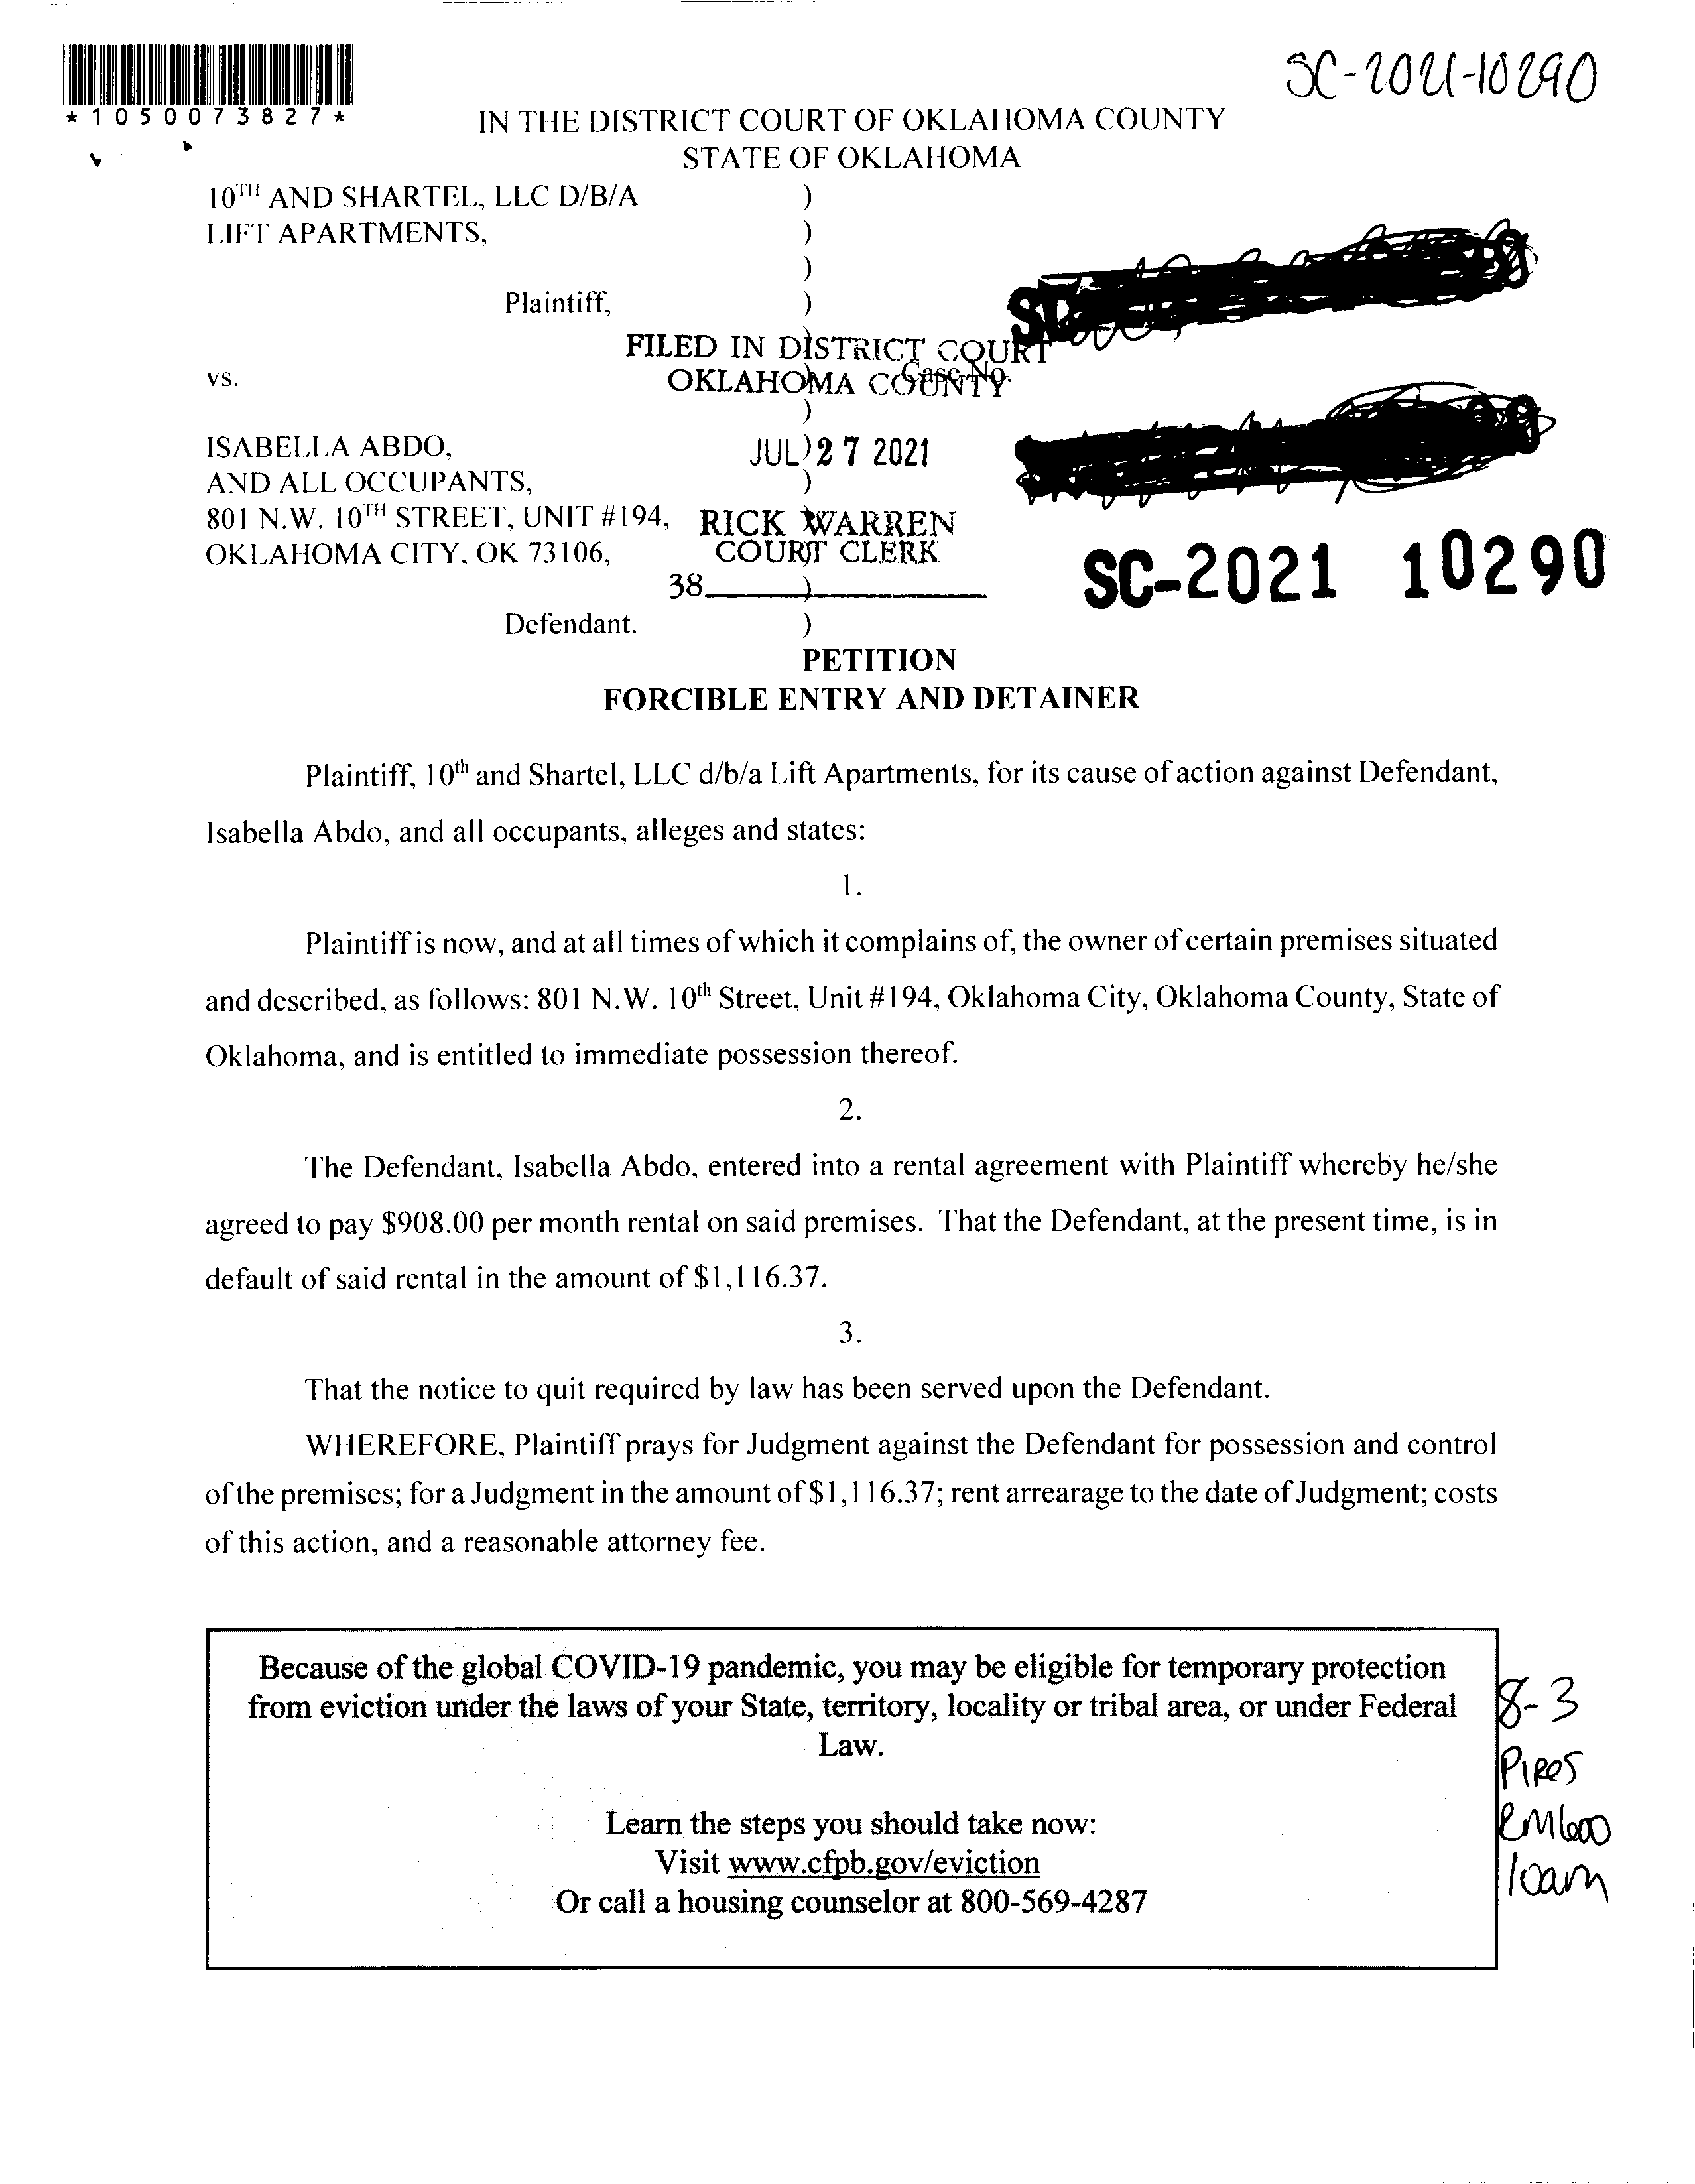 SC-2021-10290
*1050073827*
IN THE DISTRICT COURT OF OKLAHOMA COUNTY
STATE OF OKLAHOMA
10TH AND SHARTEL, LLC D/B/A )
LIFT APARTMENTS, )
)
Plaintiff, )
FILED IN DISTRICT COURT
vs. OKLAHOMA COUNTY Case No.
)
ISABELLA ABDO, JUL 27 2021 )
AND ALL OCCUPANTS, )
801 N.W. 10TH STREET, UNIT #194, RICK WARREN
OKLAHOMA CITY, OK 73106, COURT CLERK )
SC-2021 10290
38 )
Defendant. )
PETITION
FORCIBLE ENTRY AND DETAINER
Plaintiff, 10th and Shartel, LLC d/b/a Lift Apartments, for its cause of action against Defendant,
Isabella Abdo, and all occupants, alleges and states:
1.
Plaintiff is now, and at all times of which it complains of, the owner of certain premises situated
and described, as follows: 801 N.W. 10th Street, Unit #194, Oklahoma City, Oklahoma County, State of
Oklahoma, and is entitled to immediate possession thereof.
2.
The Defendant, Isabella Abdo, entered into a rental agreement with Plaintiff whereby he/she
agreed to pay $908.00 per month rental on said premises. That the Defendant, at the present time, is in
default of said rental in the amount of $1,116.37.
3.
That the notice to quit required by law has been served upon the Defendant.
WHEREFORE, Plaintiff prays for Judgment against the Defendant for possession and control
of the premises; for a Judgment in the amount of $1,116.37; rent arrearage to the date of Judgment; costs
of this action, and a reasonable attorney fee.
Because of the global COVID-19 pandemic, you may be eligible for temporary protection
from eviction under the laws of your State, territory, locality or tribal area, or under Federal
Law.
Learn the steps you should take now:
Visit www.cfpb.gov/eviction
Or call a housing counselor at 800-569-4287
8-3
Pires
RM600
10am